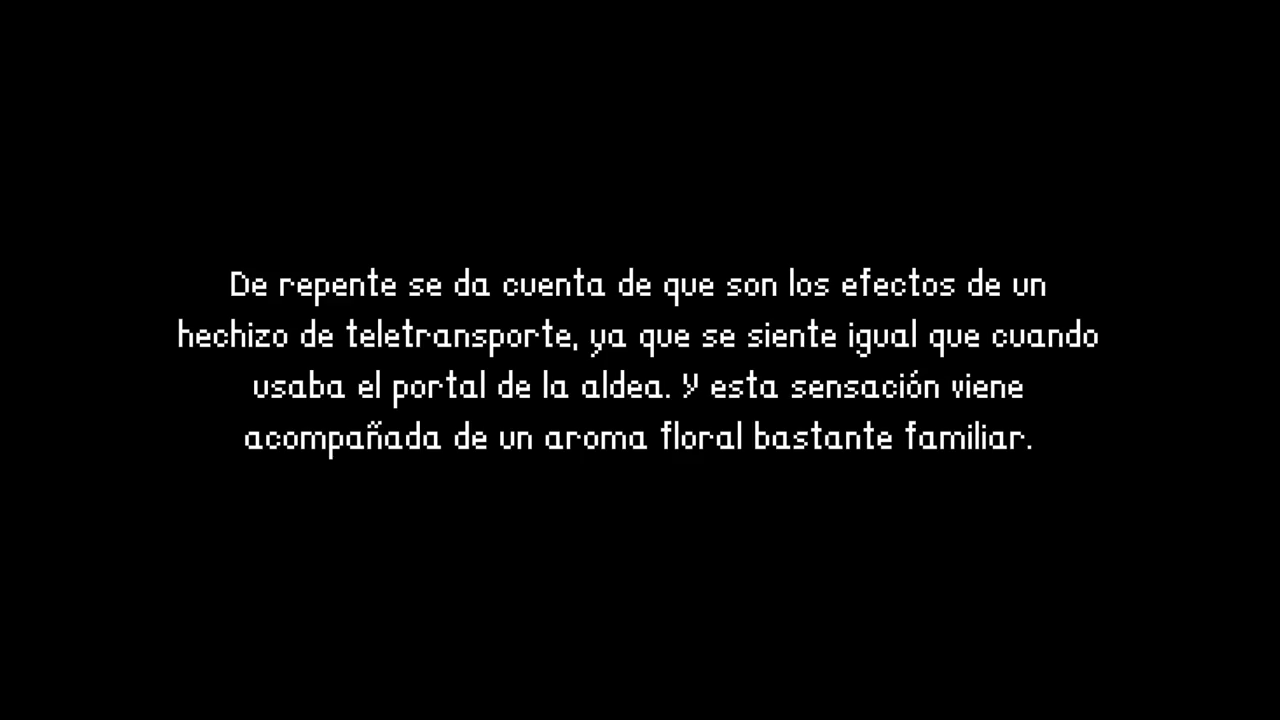 De repente se da cuenta de que son los efectos de un
hechizo de teletransporte, ya que se siente igual que cuando
usaba el portal de la aldea. Y esta sensación viene
acompañada de un aroma floral bastante familiar.